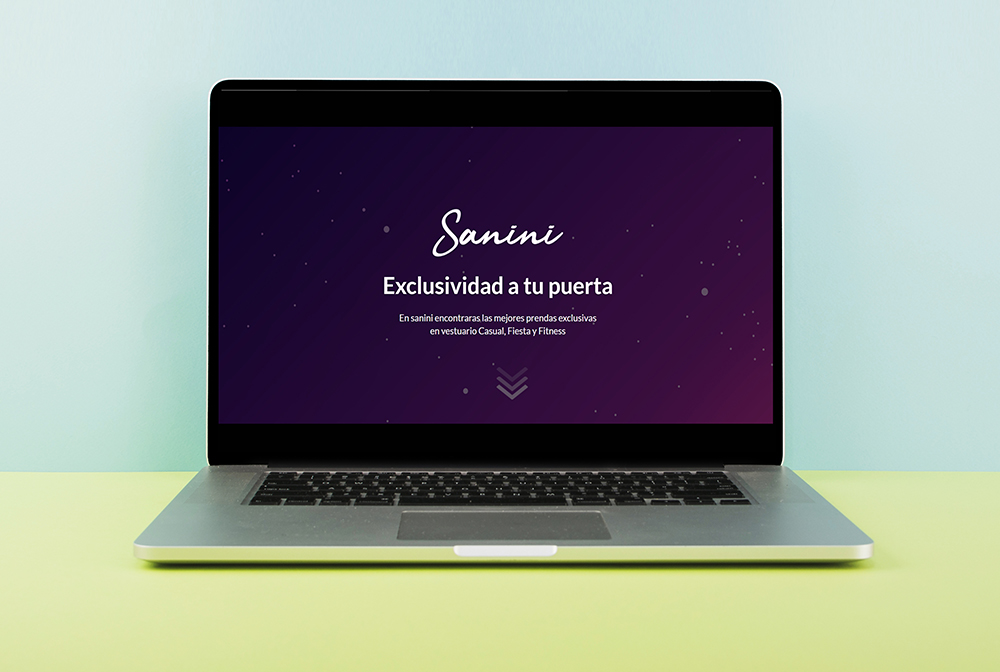 Sanini
Exclusividad a tu puerta
En sanini encontraras las mejores prendas exclusivas
en vestuario Casual, Fiesta y Fitness